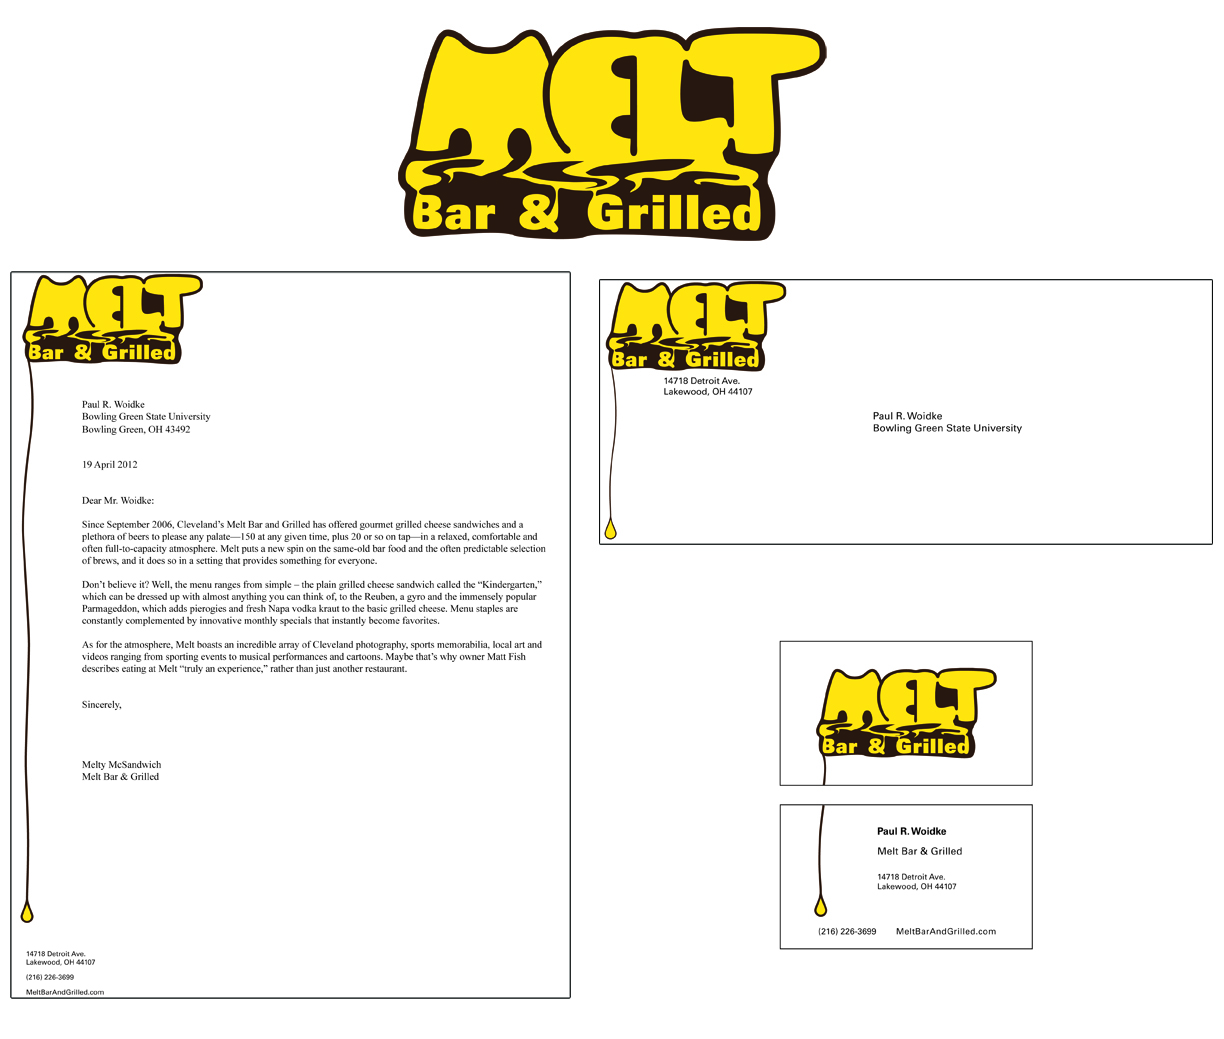 MELT
Bar & Grilled
MELT
Bar & Grilled
Paul R. Woidke
Bowling Green State University
Bowling Green, OH 43492
19 April 2012
Dear Mr. Woidke:
Since September 2006, Cleveland's Melt Bar and Grilled has offered gourmet grilled cheese sandwiches and a
plethora of beers to please any palate—150 at any given time, plus 20 or so on tap—in a relaxed, comfortable and
often full-to-capacity atmosphere. Melt puts a new spin on the same-old bar food and the often predictable selection
of brews, and it does so in a setting that provides something for everyone.
Don't believe it? Well, the menu ranges from simple – the plain grilled cheese sandwich called the “Kindergarten,”
which can be dressed up with almost anything you can think of, to the Reuben, a gyro and the immensely popular
Parmageddon, which adds pierogies and fresh Napa vodka kraut to the basic grilled cheese. Menu staples are
constantly complemented by innovative monthly specials that instantly become favorites.
As for the atmosphere, Melt boasts an incredible array of Cleveland photography, sports memorabilia, local art and
videos ranging from sporting events to musical performances and cartoons. Maybe that's why owner Matt Fish
describes eating at Melt “truly an experience,” rather than just another restaurant.
Sincerely,
Melty McSandwich
Melt Bar & Grilled
14718 Detroit Ave.
Lakewood, OH 44107
(216) 226-3699
MeltBarAndGrilled.com
MELT
Bar & Grilled
14718 Detroit Ave.
Lakewood, OH 44107
Paul R. Woidke
Bowling Green State University
MELT
Bar & Grilled
Paul R. Woidke
Melt Bar & Grilled
14718 Detroit Ave.
Lakewood, OH 44107
(216) 226-3699 MeltBarAndGrilled.com